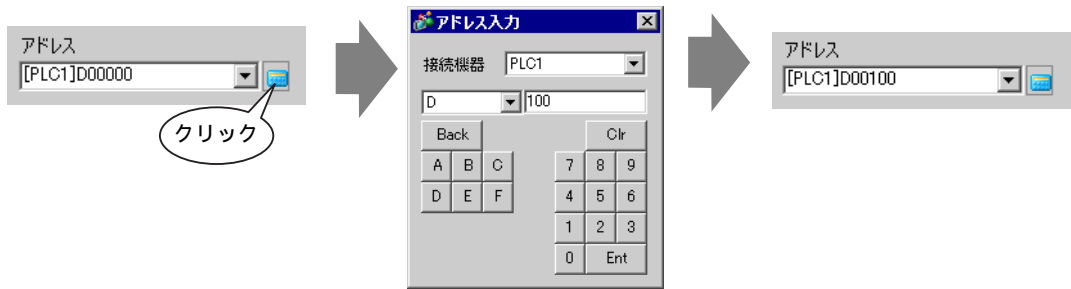 アドレス
[PLC1]D00000
クリック
アドレス入力
接続機器 PLC1
D 100
Back Clr
A B C 7 8 9
D E F 4 5 6
1 2 3
0 Ent
アドレス
[PLC1]D00100